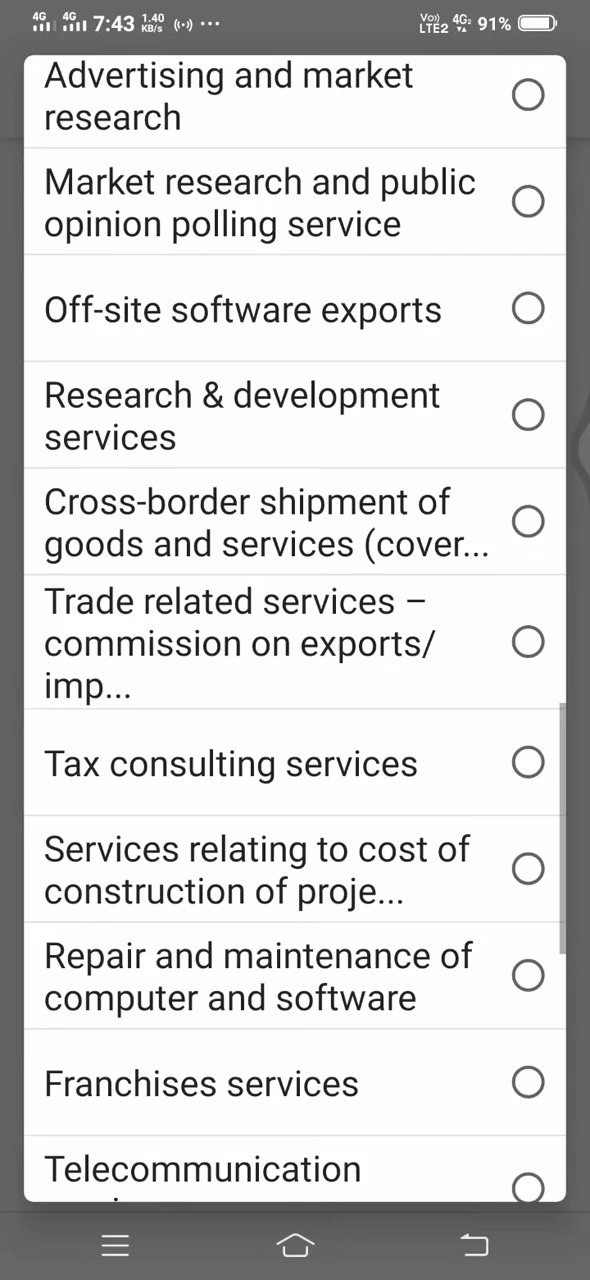 4G 4G 7:43 1.40 KB/s ... Vo) LTE2 4G2 91%
Advertising and market
research
Market research and public
opinion polling service
Off-site software exports
Research & development
services
Cross-border shipment of
goods and services (cover...
Trade related services –
commission on exports/
imp...
Tax consulting services
Services relating to cost of
construction of proje...
Repair and maintenance of
computer and software
Franchises services
Telecommunication